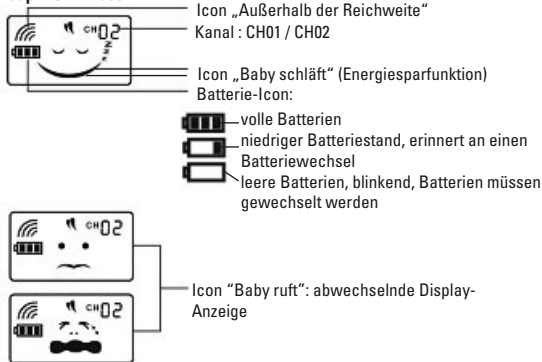 Icon „Außerhalb der Reichweite“
CH02
Kanal : CH01 / CH02
zzz
Icon „Baby schläft“ (Energiesparfunktion)
Batterie-Icon:
volle Batterien
niedriger Batteriestand, erinnert an einen
Batteriewechsel
leere Batterien, blinkend, Batterien müssen
gewechselt werden
CH02
Icon "Baby ruft": abwechselnde Display-
Anzeige
CH02